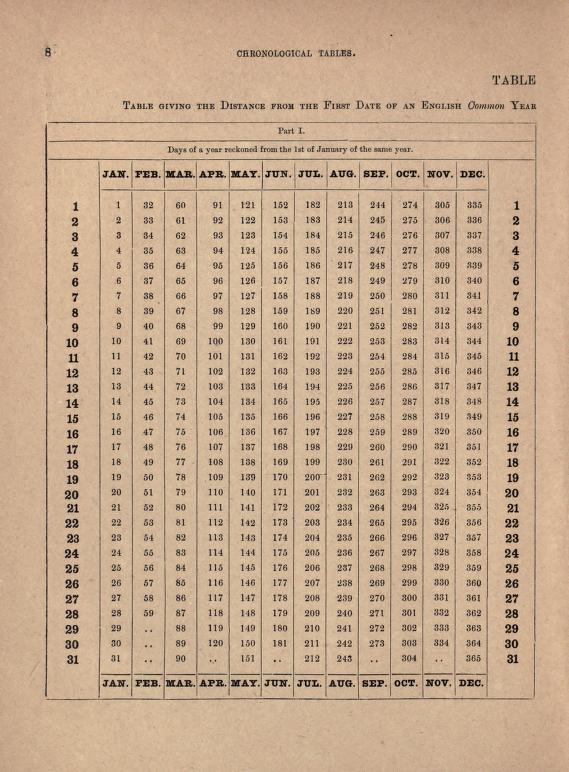 8
CHRONOLOGICAL TABLES.
TABLE
TABLE GIVING THE DISTANCE FROM THE FIRST DATE OF AN ENGLISH Common YEAR
Part I.
Days of a year reckoned from the 1st of January of the same year.
JAN. FEB. MAR. APR. MAY. JUN. JUL. AUG. SEP. OCT. NOV. DEC.
1 1 32 60 91 121 152 182 213 244 274 305 335 1
2 2 33 61 92 122 153 183 214 245 275 306 336 2
3 3 34 62 93 123 154 184 215 246 276 307 337 3
4 4 35 63 94 124 155 185 216 247 277 308 338 4
5 5 36 64 95 125 156 186 217 248 278 309 339 5
6 6 37 65 96 126 157 187 218 249 279 310 340 6
7 7 38 66 97 127 158 188 219 250 280 311 341 7
8 8 39 67 98 128 159 189 220 251 281 312 342 8
9 9 40 68 99 129 160 190 221 252 282 313 343 9
10 10 41 69 100 130 161 191 222 253 283 314 344 10
11 11 42 70 101 131 162 192 223 254 284 315 345 11
12 12 43 71 102 132 163 193 224 255 285 316 346 12
13 13 44 72 103 133 164 194 225 256 286 317 347 13
14 14 45 73 104 134 165 195 226 257 287 318 348 14
15 15 46 74 105 135 166 196 227 258 288 319 349 15
16 16 47 75 106 136 167 197 228 259 289 320 350 16
17 17 48 76 107 137 168 198 229 260 290 321 351 17
18 18 49 77 108 138 169 199 230 261 291 322 352 18
19 19 50 78 109 139 170 200 231 262 292 323 353 19
20 20 51 79 110 140 171 201 232 263 293 324 354 20
21 21 52 80 111 141 172 202 233 264 294 325 355 21
22 22 53 81 112 142 173 203 234 265 295 326 356 22
23 23 54 82 113 143 174 204 235 266 296 327 357 23
24 24 55 83 114 144 175 205 236 267 297 328 358 24
25 25 56 84 115 145 176 206 237 268 298 329 359 25
26 26 57 85 116 146 177 207 238 269 299 330 360 26
27 27 58 86 117 147 178 208 239 270 300 331 361 27
28 28 59 87 118 148 179 209 240 271 301 332 362 28
29 29 .. 88 119 149 180 210 241 272 302 333 363 29
30 30 .. 89 120 150 181 211 242 273 303 334 364 30
31 31 .. 90 .. 151 .. 212 243 .. 304 .. 365 31
JAN. FEB. MAR. APR. MAY. JUN. JUL. AUG. SEP. OCT. NOV. DEC.